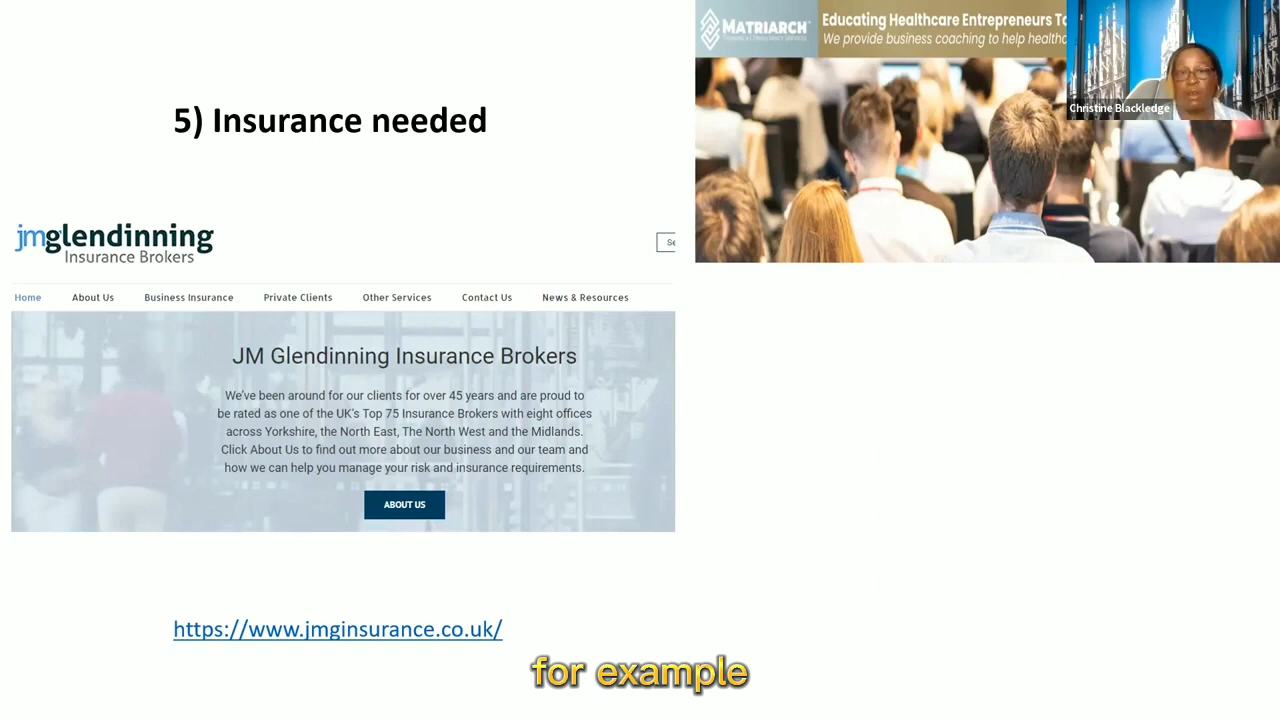 5) Insurance needed
jmglendinning
Insurance Brokers
Se
Home About Us Business Insurance Private Clients Other Services Contact Us News & Resources
JM Glendinning Insurance Brokers
We've been around for our clients for over 45 years and are proud to
be rated as one of the UK's Top 75 Insurance Brokers with eight offices
across Yorkshire, the North East, The North West and the Midlands.
Click About Us to find out more about our business and our team and
how we can help you manage your risk and insurance requirements.
ABOUT US
https://www.jmginsurance.co.uk/
MATRIARCH
Educating Healthcare Entrepreneurs To
We provide business coaching to help healthc
Christine Blackledge
for example